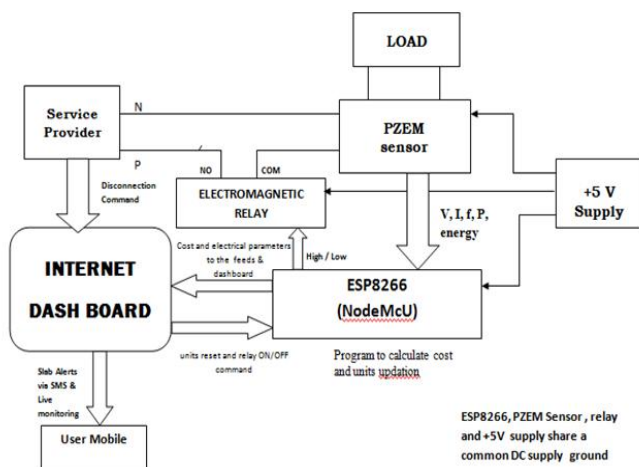 LOAD
Service
Provider
N
P
PZEM
sensor
NO
COM
ELECTROMAGNETIC
RELAY
+5 V
Supply
Disconnection
Command
V, I, f, P,
energy
Cost and electrical parameters
to the feeds &
dashboard
High / Low
INTERNET
DASH BOARD
ESP8266
(NodeMcU)
units reset and relay ON/OFF
command
Program to calculate cost
and units updation
Slab Alerts
via SMS &
Live
monitoring
User Mobile
ESP8266, PZEM Sensor , relay
and +5V supply share a
common DC supply ground